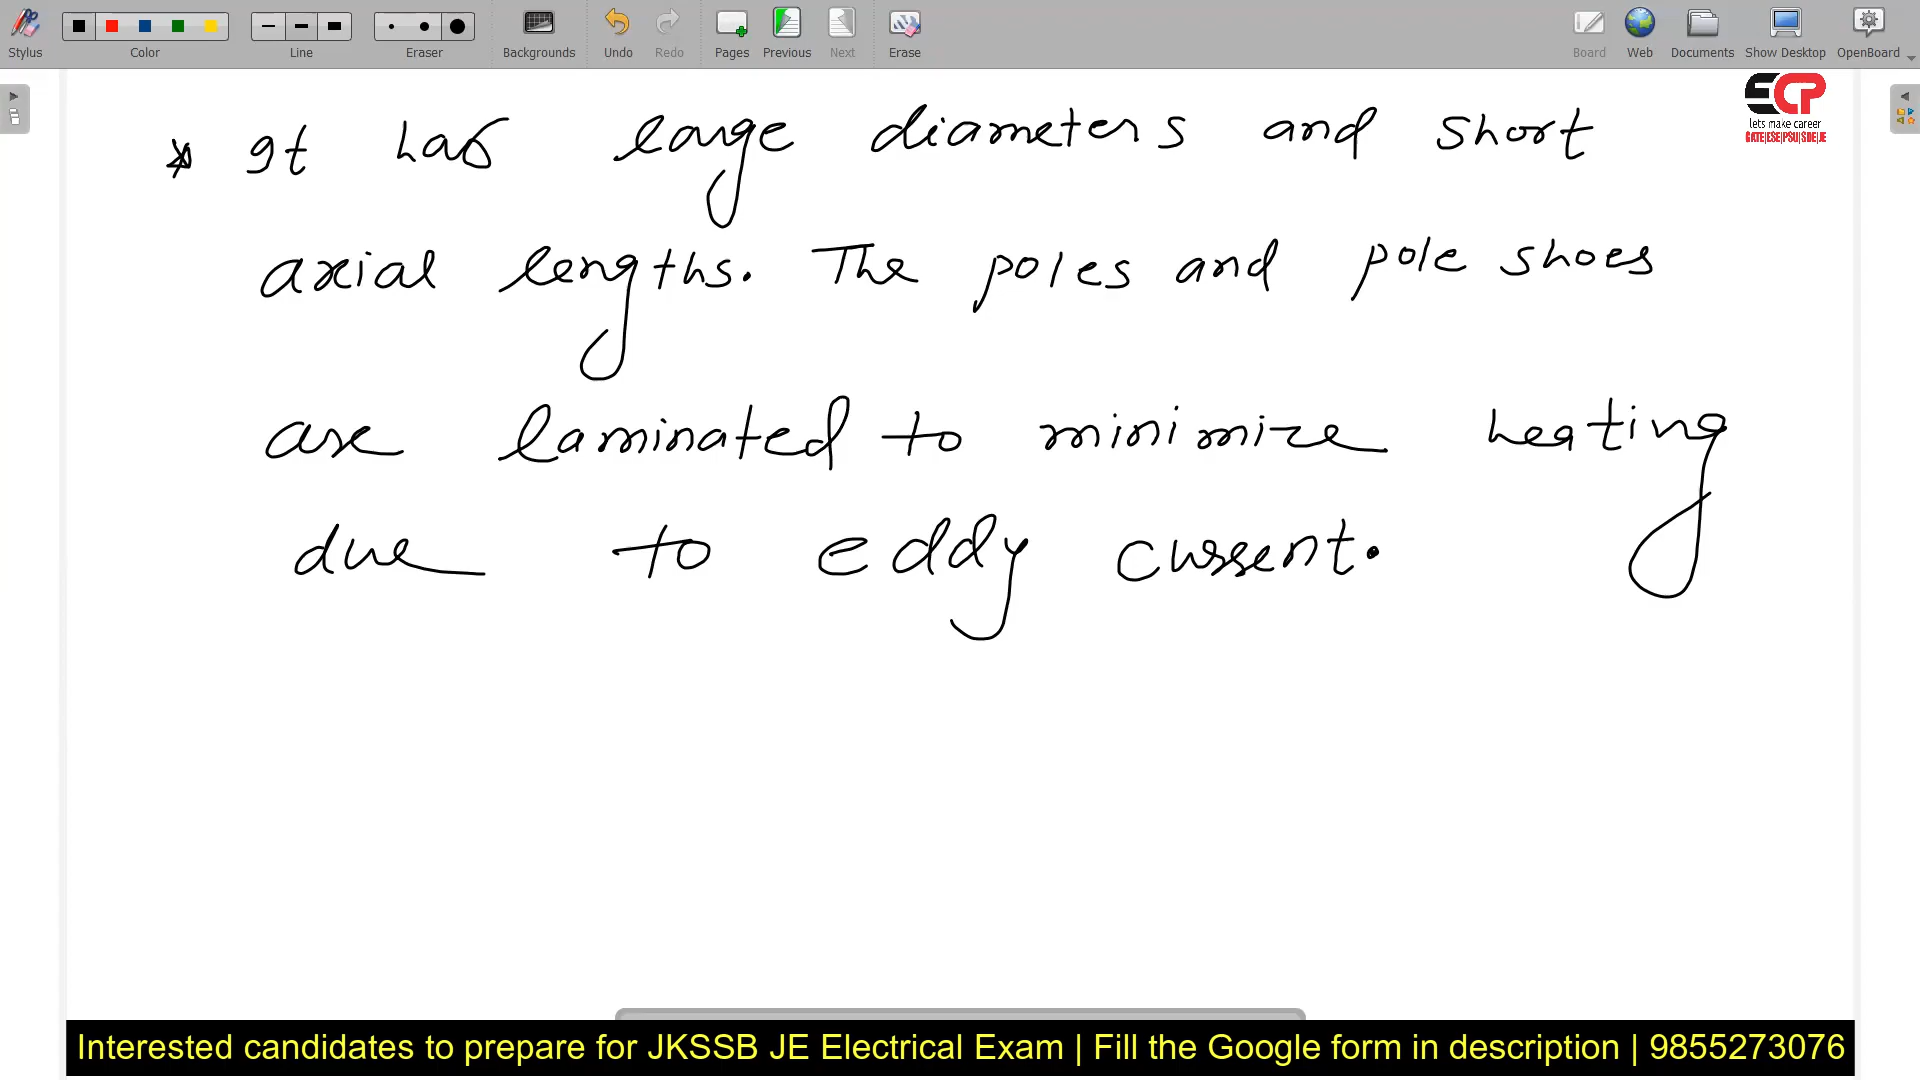 Stylus Color Line Eraser Backgrounds Undo Redo Pages Previous Next Erase Board Web Documents Show Desktop OpenBoard
ECP
lets make career
GATE|ESE|PSU|SDE|JE
* It has large diameters and short
axial lengths. The poles and pole shoes
are laminated to minimize heating
due to eddy current.
Interested candidates to prepare for JKSSB JE Electrical Exam | Fill the Google form in description | 9855273076